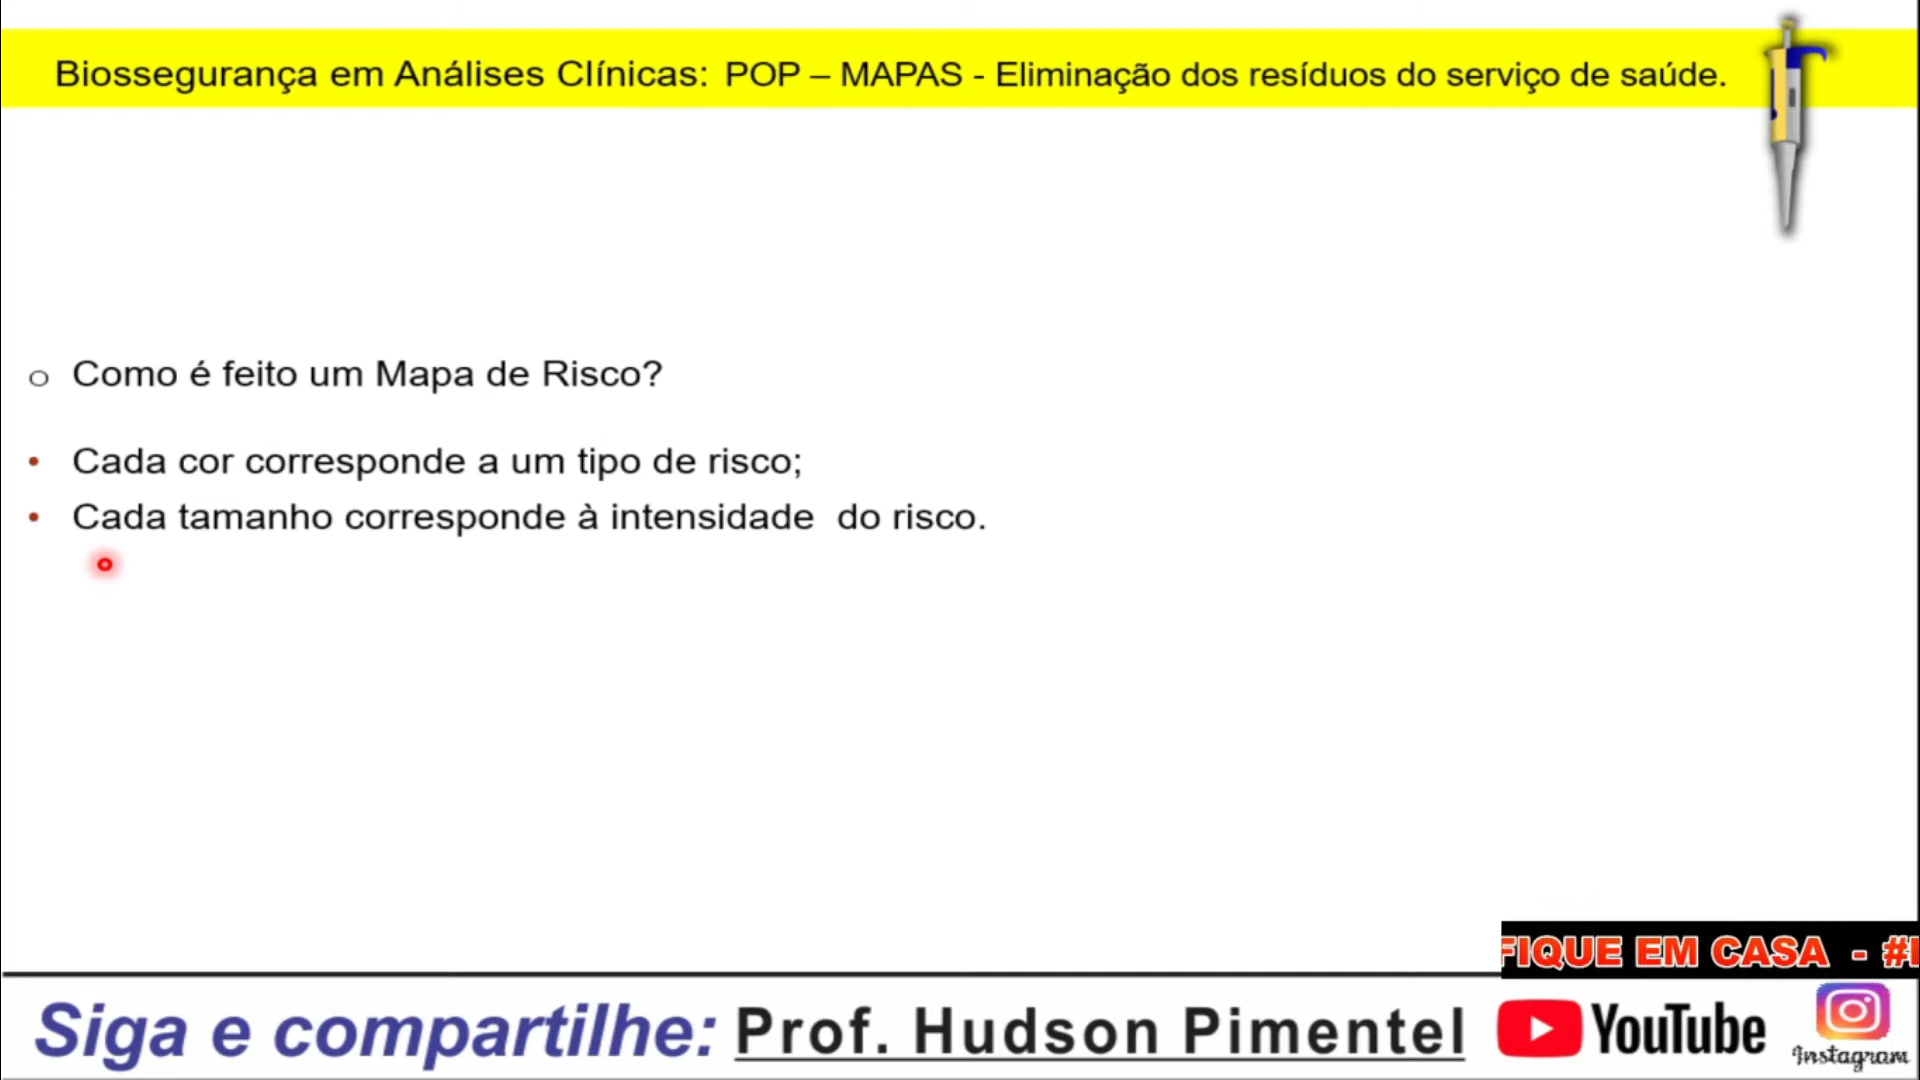 Biossegurança em Análises Clínicas: POP – MAPAS - Eliminação dos resíduos do serviço de saúde.
Como é feito um Mapa de Risco?
Cada cor corresponde a um tipo de risco;
Cada tamanho corresponde à intensidade do risco.
FIQUE EM CASA - #
Siga e compartilhe: Prof. Hudson Pimentel YouTube Instagram